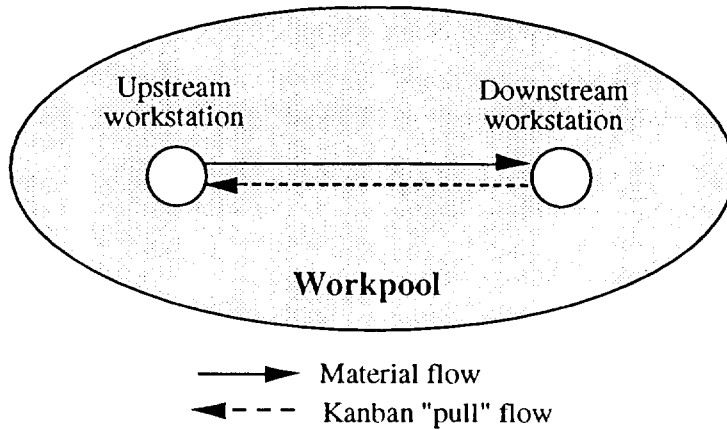 Upstream
workstation
Downstream
workstation
Workpool
Material flow
Kanban "pull" flow